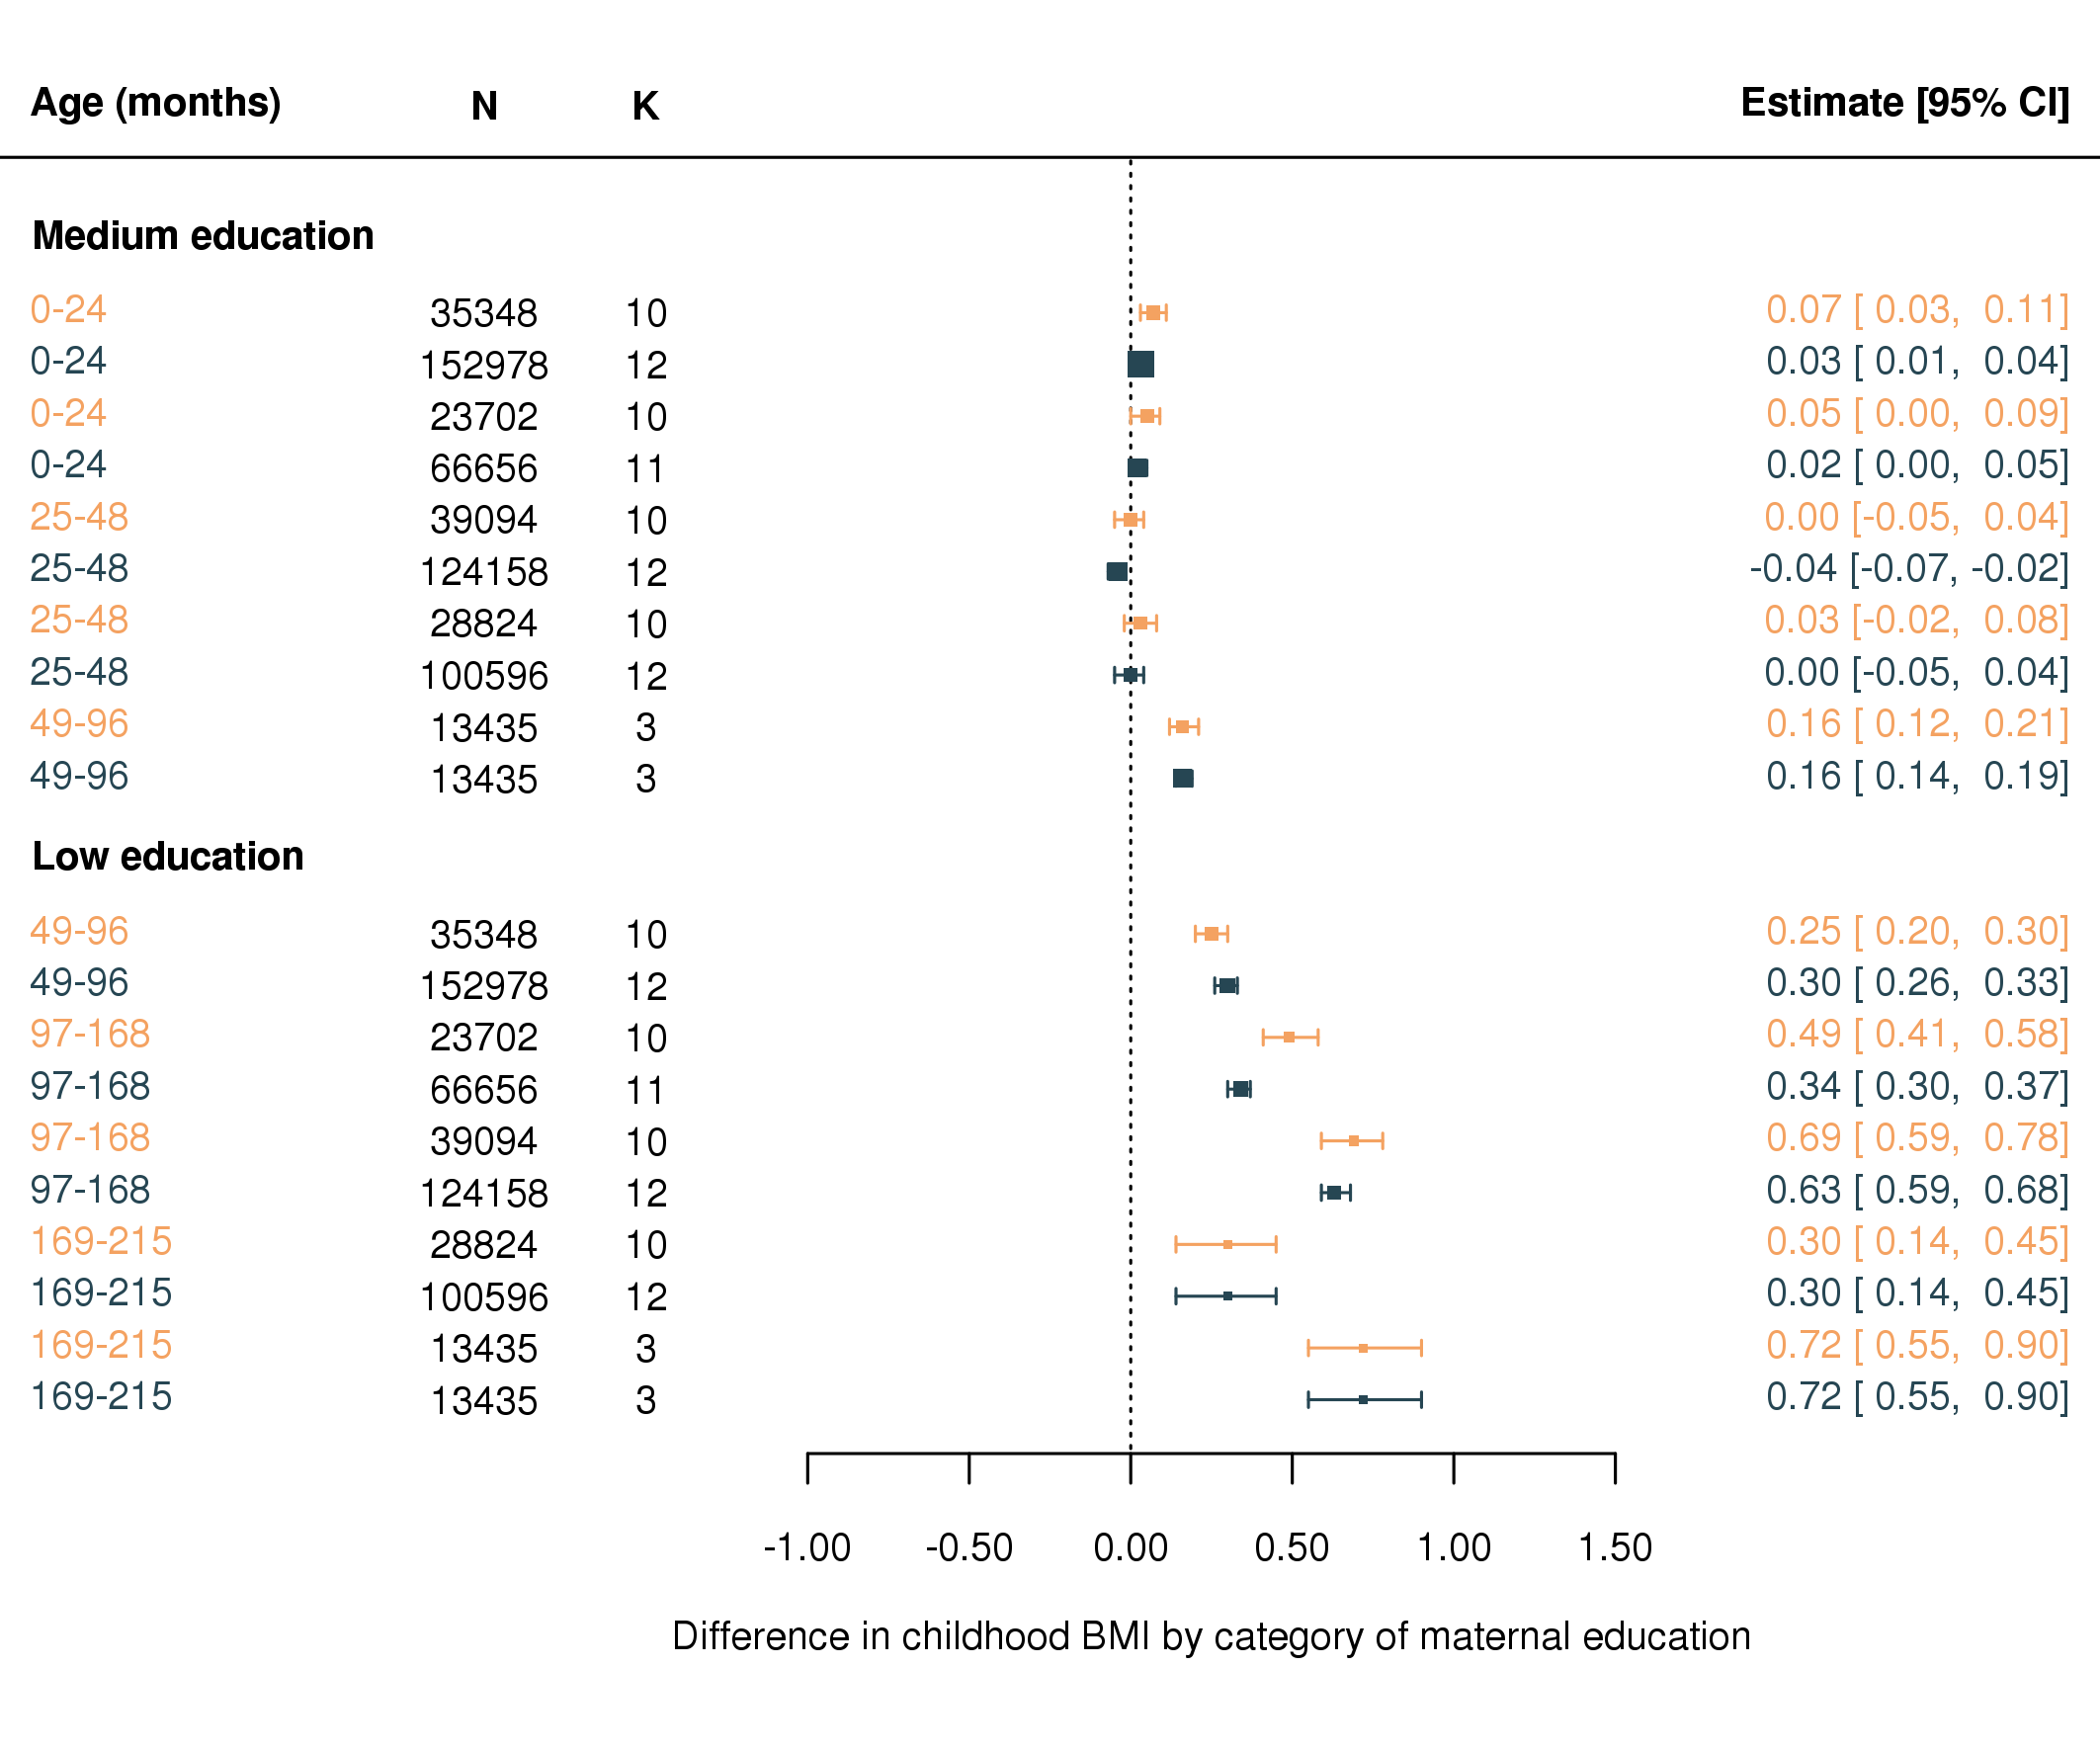 Age (months) N K Estimate [95% CI]
Medium education
0-24 35348 10 0.07 [ 0.03, 0.11]
0-24 152978 12 0.03 [ 0.01, 0.04]
0-24 23702 10 0.05 [ 0.00, 0.09]
0-24 66656 11 0.02 [ 0.00, 0.05]
25-48 39094 10 0.00 [-0.05, 0.04]
25-48 124158 12 -0.04 [-0.07, -0.02]
25-48 28824 10 0.03 [-0.02, 0.08]
25-48 100596 12 0.00 [-0.05, 0.04]
49-96 13435 3 0.16 [ 0.12, 0.21]
49-96 13435 3 0.16 [ 0.14, 0.19]
Low education
49-96 35348 10 0.25 [ 0.20, 0.30]
49-96 152978 12 0.30 [ 0.26, 0.33]
97-168 23702 10 0.49 [ 0.41, 0.58]
97-168 66656 11 0.34 [ 0.30, 0.37]
97-168 39094 10 0.69 [ 0.59, 0.78]
97-168 124158 12 0.63 [ 0.59, 0.68]
169-215 28824 10 0.30 [ 0.14, 0.45]
169-215 100596 12 0.30 [ 0.14, 0.45]
169-215 13435 3 0.72 [ 0.55, 0.90]
169-215 13435 3 0.72 [ 0.55, 0.90]
-1.00 -0.50 0.00 0.50 1.00 1.50
Difference in childhood BMI by category of maternal education